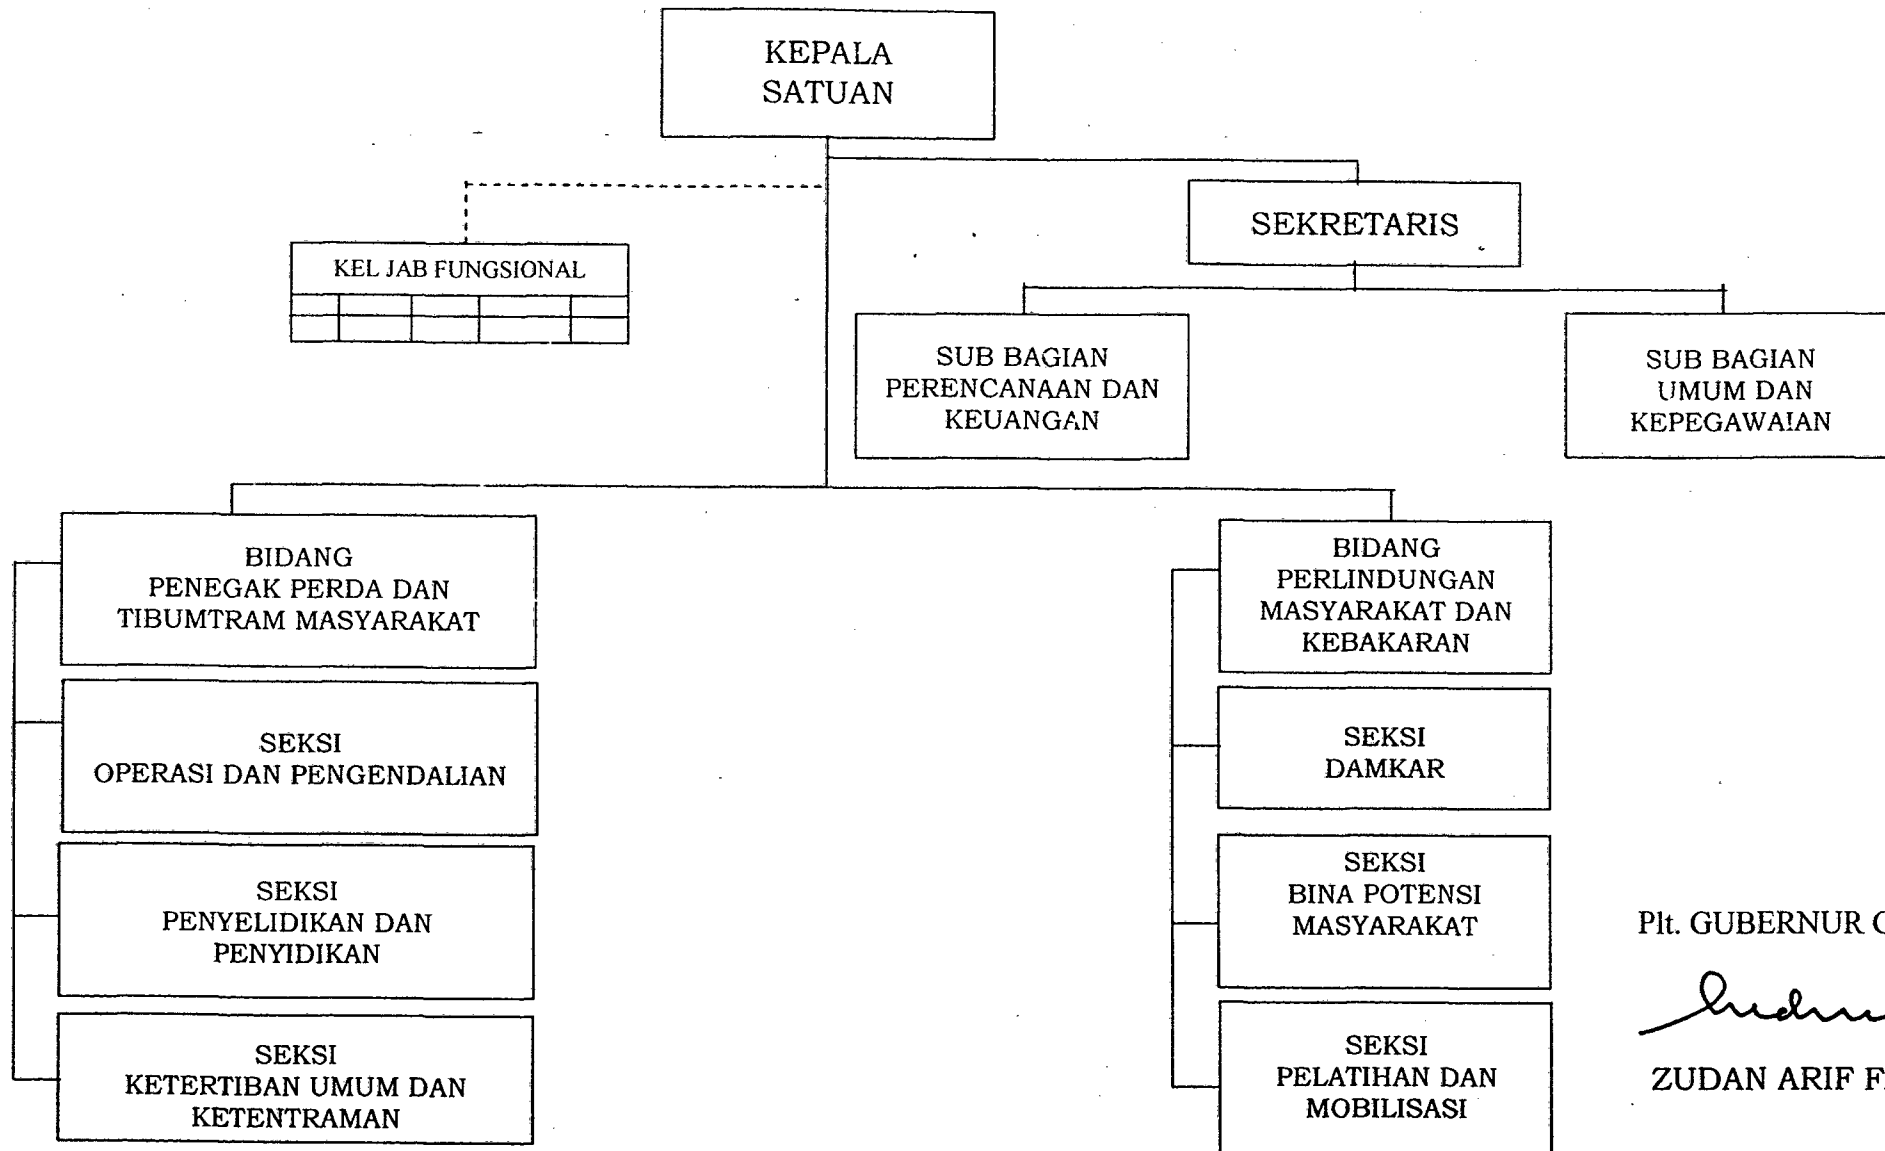 KEPALA
SATUAN
SEKRETARIS
KEL JAB FUNGSIONAL
SUB BAGIAN
PERENCANAAN DAN
KEUANGAN
SUB BAGIAN
UMUM DAN
KEPEGAWAIAN
BIDANG
PENEGAK PERDA DAN
TIBUMTRAM MASYARAKAT
SEKSI
OPERASI DAN PENGENDALIAN
SEKSI
PENYELIDIKAN DAN
PENYIDIKAN
SEKSI
KETERTIBAN UMUM DAN
KETENTRAMAN
BIDANG
PERLINDUNGAN
MASYARAKAT DAN
KEBAKARAN
SEKSI
DAMKAR
SEKSI
BINA POTENSI
MASYARAKAT
SEKSI
PELATIHAN DAN
MOBILISASI
Plt. GUBERNUR
ZUDAN ARIF